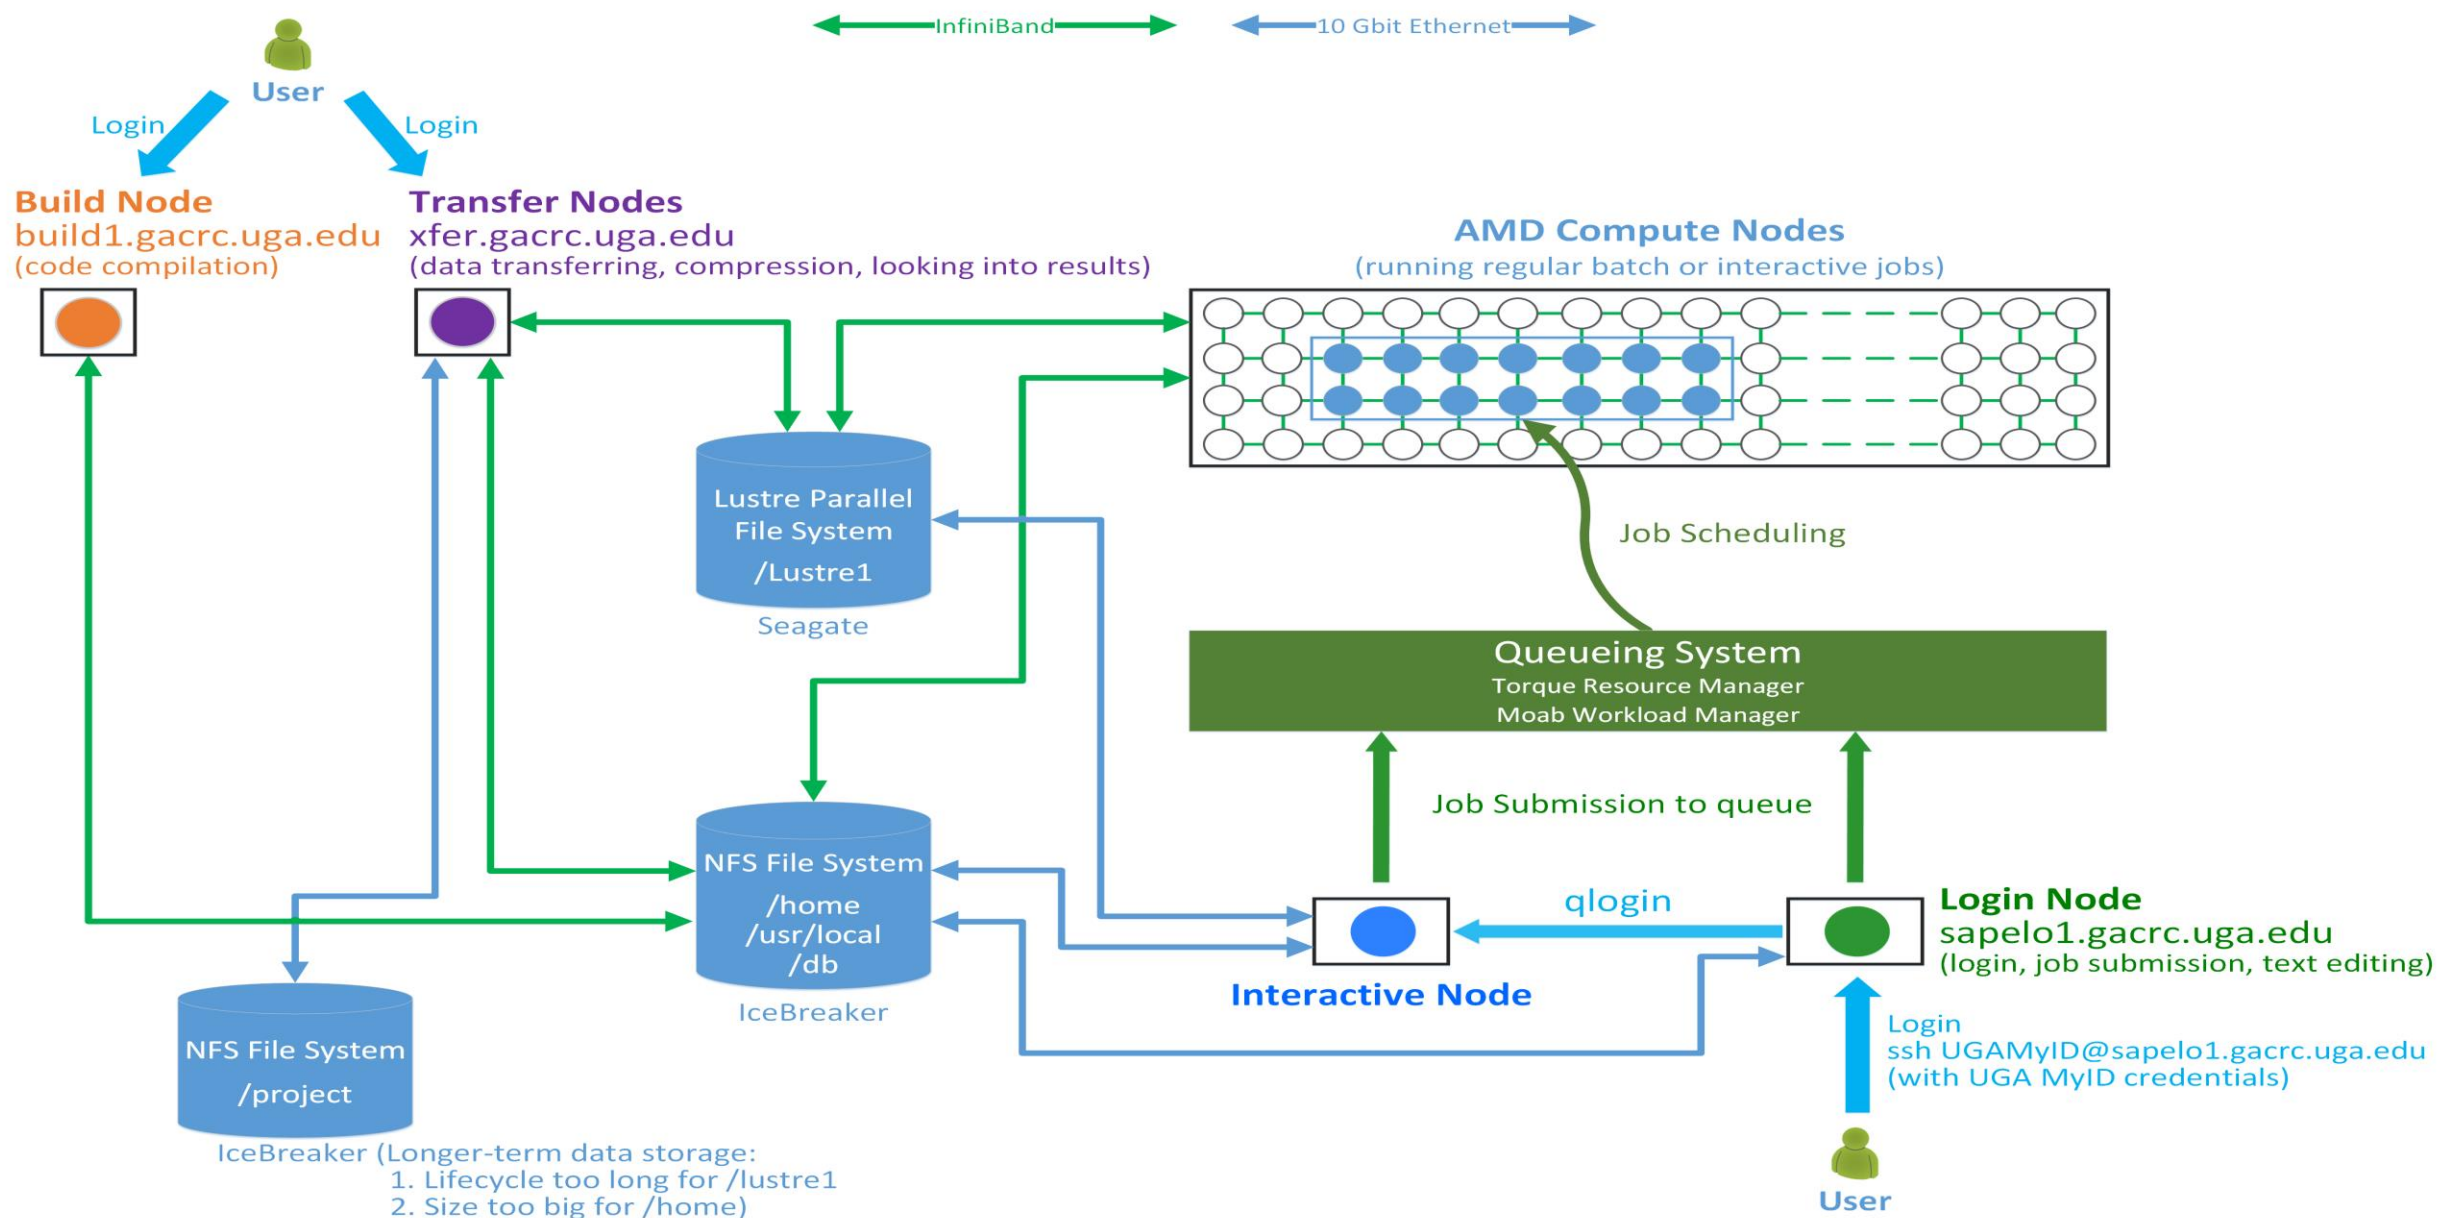 InfiniBand
10 Gbit Ethernet
User
Login
Login
Build Node
build1.gacrc.uga.edu
(code compilation)
Transfer Nodes
xfer.gacrc.uga.edu
(data transferring, compression, looking into results)
AMD Compute Nodes
(running regular batch or interactive jobs)
Lustre Parallel
File System
/Lustre1
Seagate
Job Scheduling
Queueing System
Torque Resource Manager
Moab Workload Manager
Job Submission to queue
NFS File System
/home
/usr/local
/db
IceBreaker
qlogin
Interactive Node
Login Node
sapelo1.gacrc.uga.edu
(login, job submission, text editing)
Login
ssh UGAMyID@sapelo1.gacrc.uga.edu
(with UGA MyID credentials)
User
NFS File System
/project
IceBreaker (Longer-term data storage:
1. Lifecycle too long for /lustre1
2. Size too big for /home)